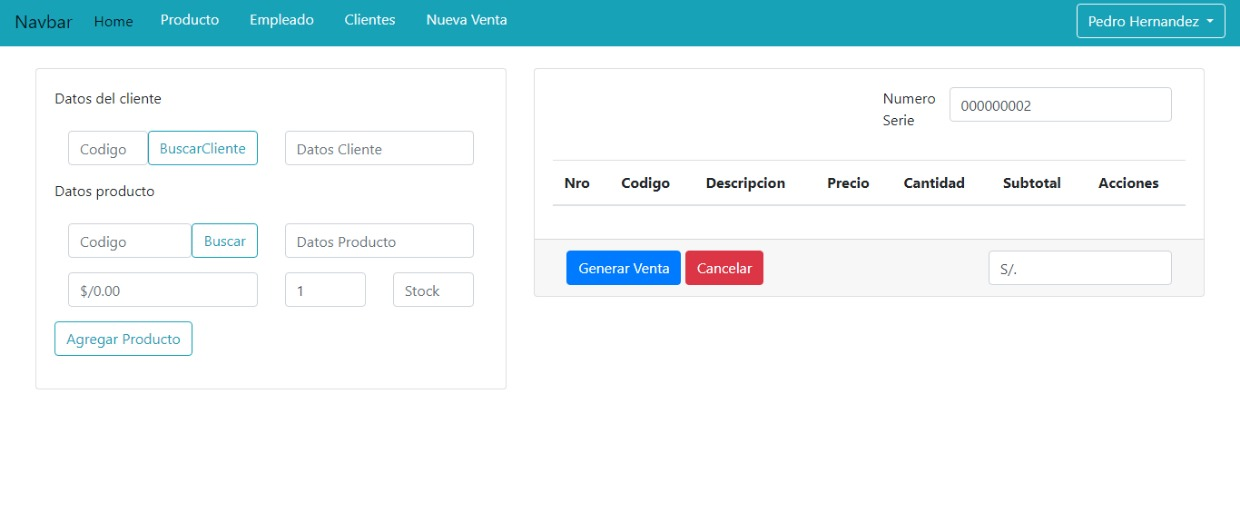 Navbar Home Producto Empleado Clientes Nueva Venta Pedro Hernandez
Datos del cliente
Codigo BuscarCliente Datos Cliente
Datos producto
Codigo Buscar Datos Producto
$/0.00 1 Stock
Agregar Producto
Numero
Serie
000000002
Nro Codigo Descripcion Precio Cantidad Subtotal Acciones
Generar Venta Cancelar S/.